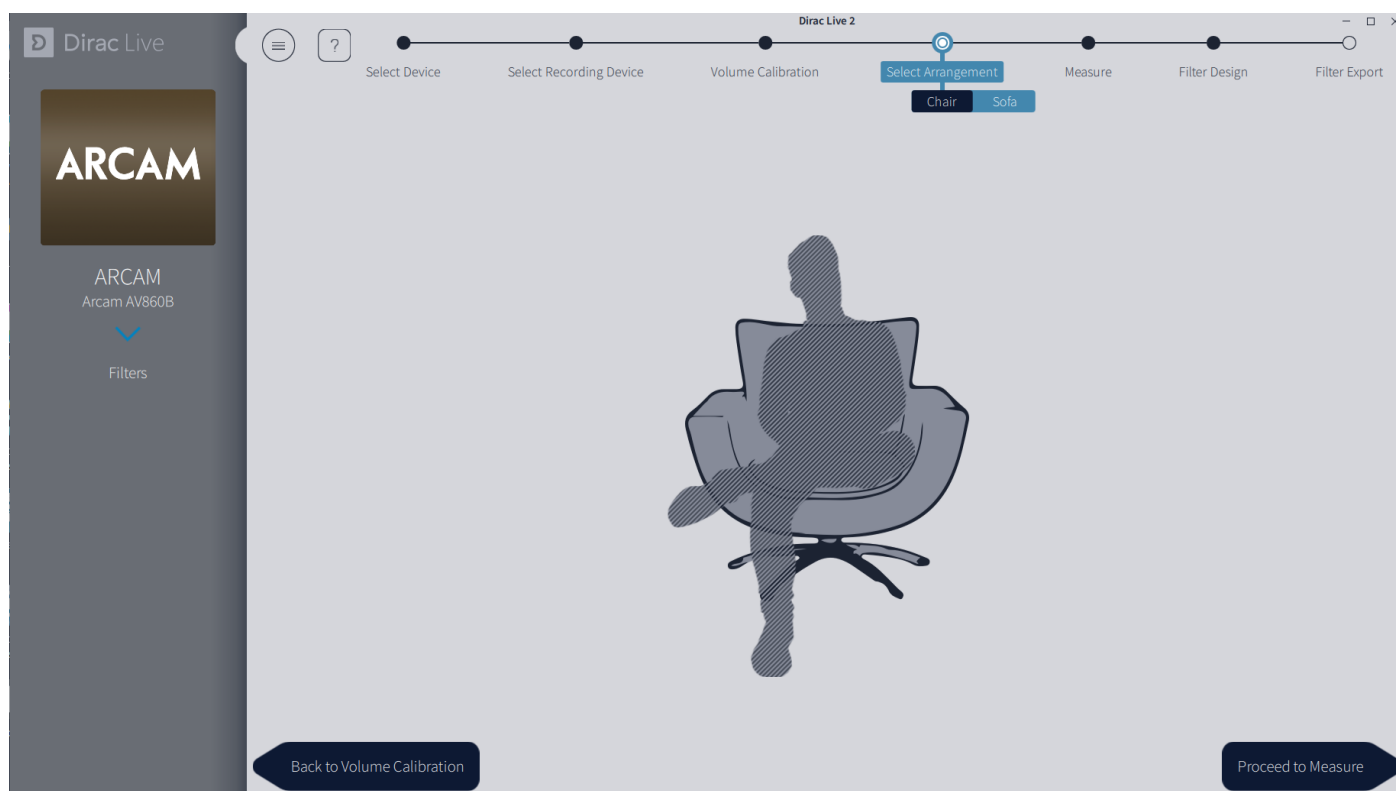 Dirac Live 2
Dirac Live
?
Select Device
Select Recording Device
Volume Calibration
Select Arrangement
Measure
Filter Design
Filter Export
Chair
Sofa
ARCAM
ARCAM
Arcam AV860B
Filters
Back to Volume Calibration
Proceed to Measure